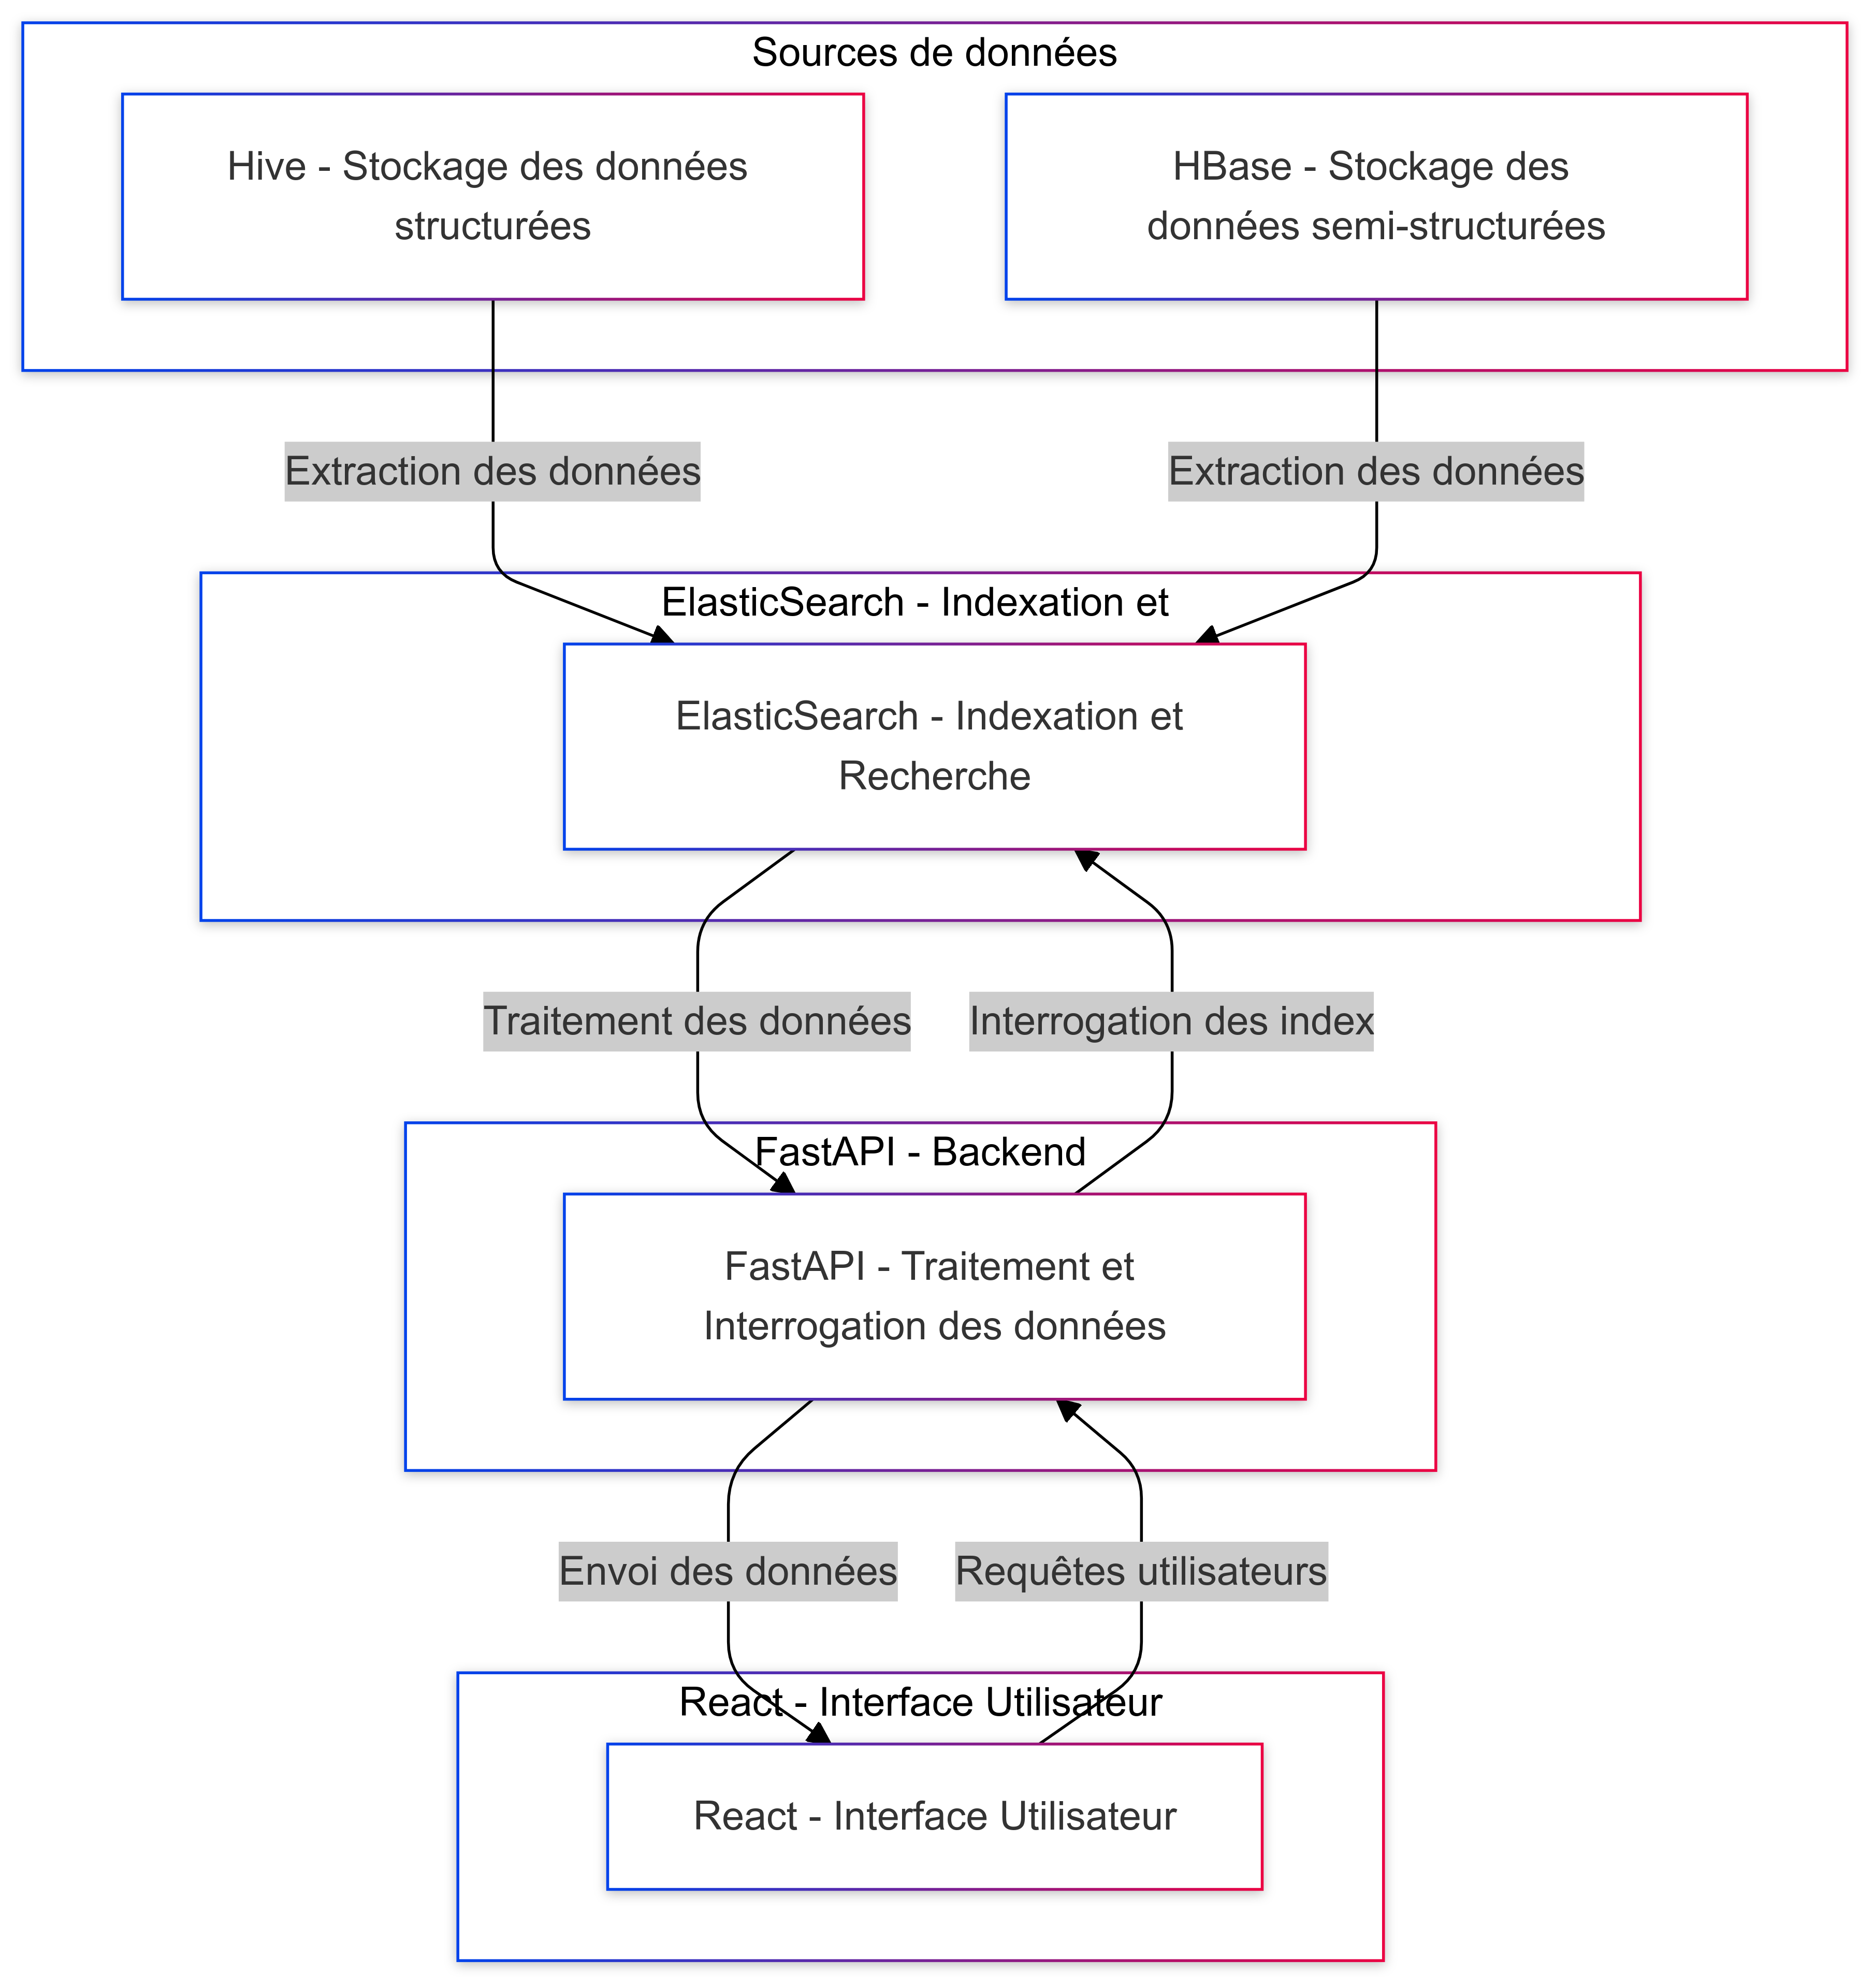 Sources de données
Hive - Stockage des données
structurées
HBase - Stockage des
données semi-structurées
Extraction des données
Extraction des données
ElasticSearch - Indexation et
ElasticSearch - Indexation et
Recherche
Traitement des données
Interrogation des index
FastAPI - Backend
FastAPI - Traitement et
Interrogation des données
Envoi des données
Requêtes utilisateurs
React - Interface Utilisateur
React - Interface Utilisateur